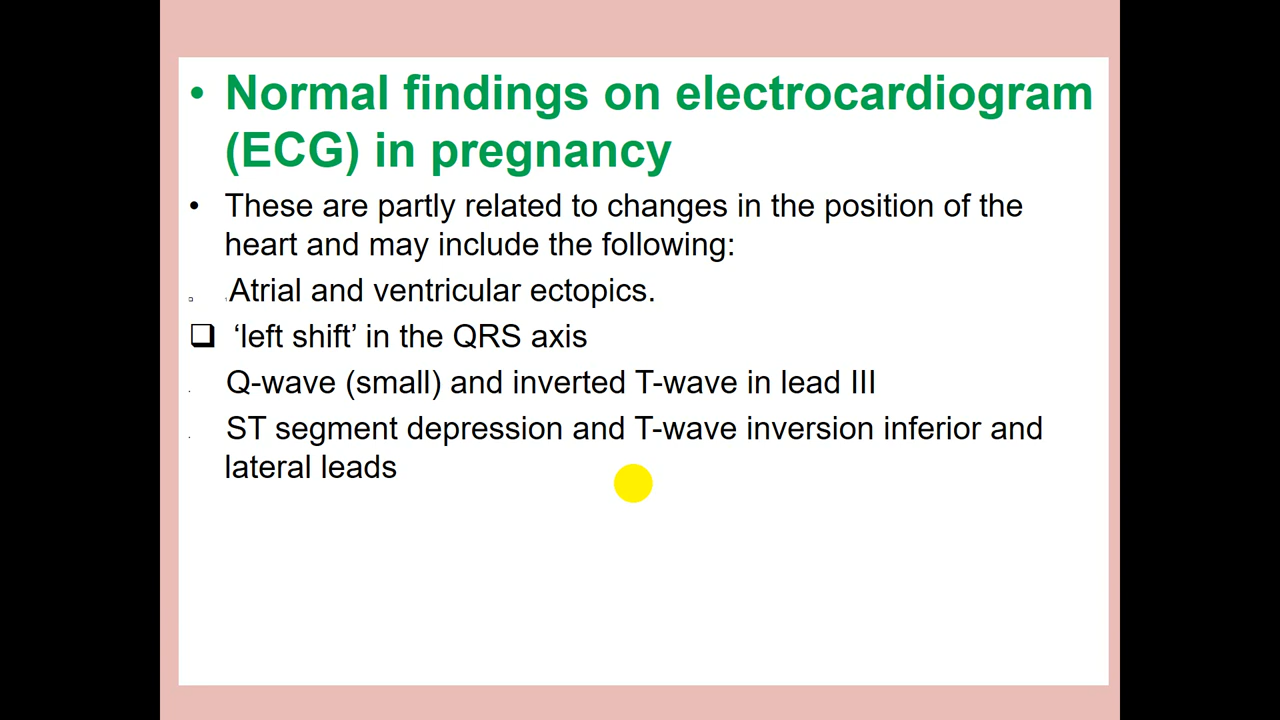 • Normal findings on electrocardiogram
(ECG) in pregnancy
• These are partly related to changes in the position of the
heart and may include the following:
Atrial and ventricular ectopics.
❑ ‘left shift’ in the QRS axis
Q-wave (small) and inverted T-wave in lead III
ST segment depression and T-wave inversion inferior and
lateral leads